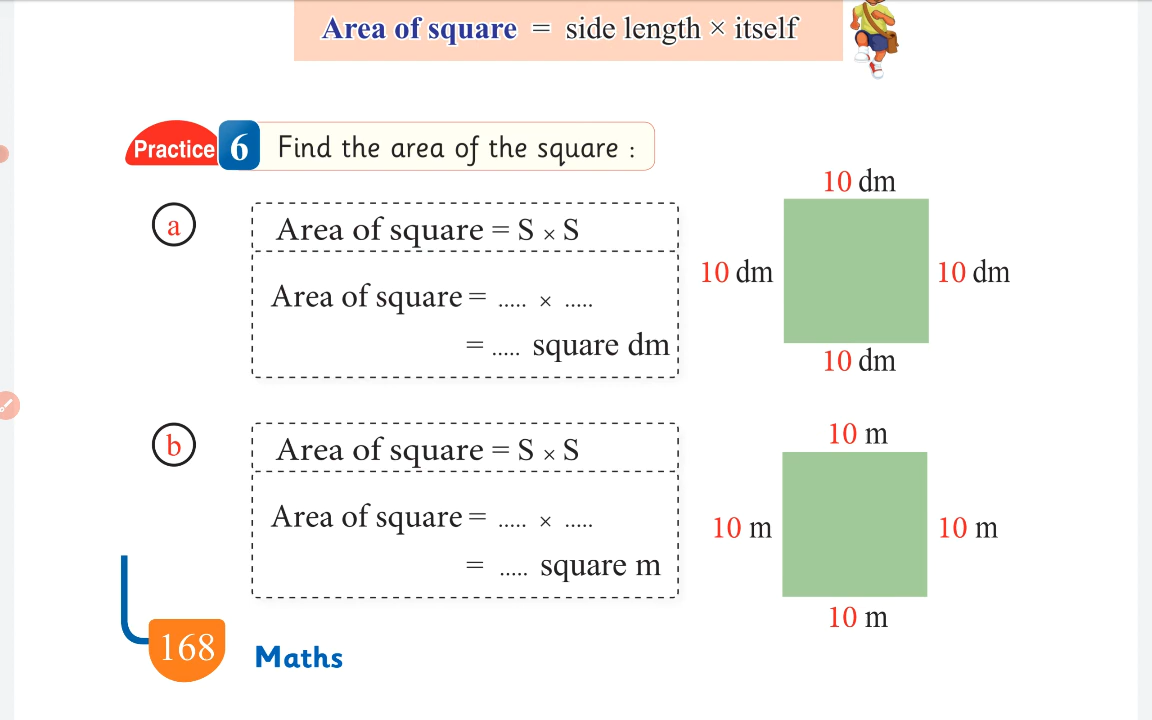 Area of square = side length × itself
Practice 6 Find the area of the square :
a
Area of square = S × S
Area of square = ..... × .....
= ..... square dm
10 dm
10 dm
10 dm
10 dm
b
Area of square = S × S
Area of square = ..... × .....
= ..... square m
10 m
10 m
10 m
10 m
168 Maths